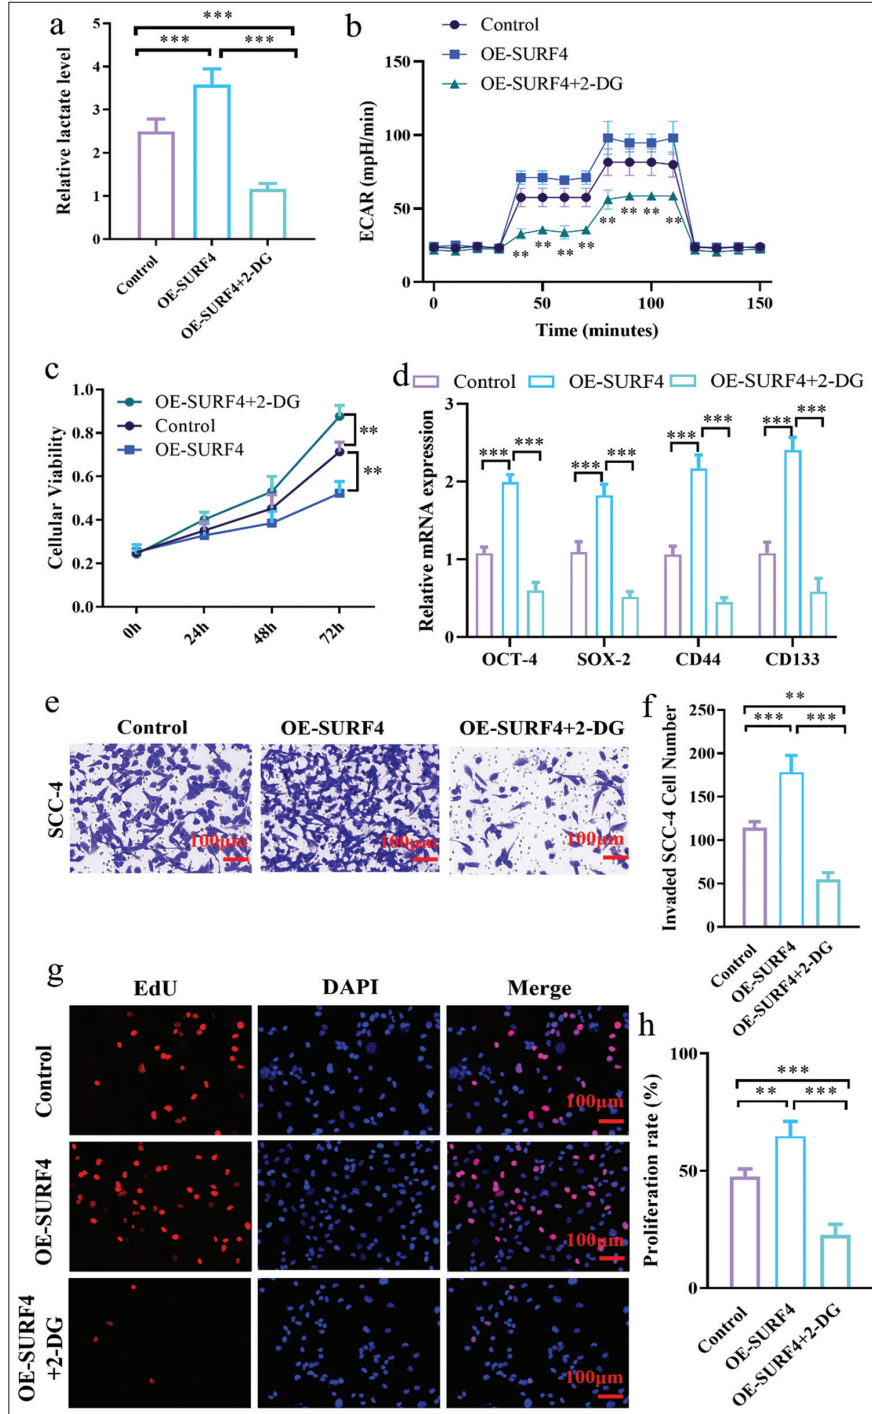 a
***
***
***
Relative lactate level
5
4
3
2
1
0
Control
OE-SURF4
OE-SURF4+2-DG
b
Control
OE-SURF4
OE-SURF4+2-DG
ECAR (mpH/min)
150
100
50
0
** ** ** ** ** ** ** **
0 50 100 150
Time (minutes)
c
OE-SURF4+2-DG
Control
OE-SURF4
Cellular Viability
1.0
0.8
0.6
0.4
0.2
0.0
**
**
0h 24h 48h 72h
d
Control OE-SURF4 OE-SURF4+2-DG
Relative mRNA expression
3
2
1
0
*** *** *** *** *** *** *** ***
OCT-4 SOX-2 CD44 CD133
e
Control OE-SURF4 OE-SURF4+2-DG
SCC-4
100μm 100μm 100μm
f
**
*** ***
Invaded SCC-4 Cell Number
250
200
150
100
50
0
Control
OE-SURF4
OE-SURF4+2-DG
g
EdU DAPI Merge
Control
100μm
OE-SURF4
100μm
OE-SURF4
+2-DG
100μm
h
***
** ***
Proliferation rate (%)
100
50
0
Control
OE-SURF4
OE-SURF4+2-DG